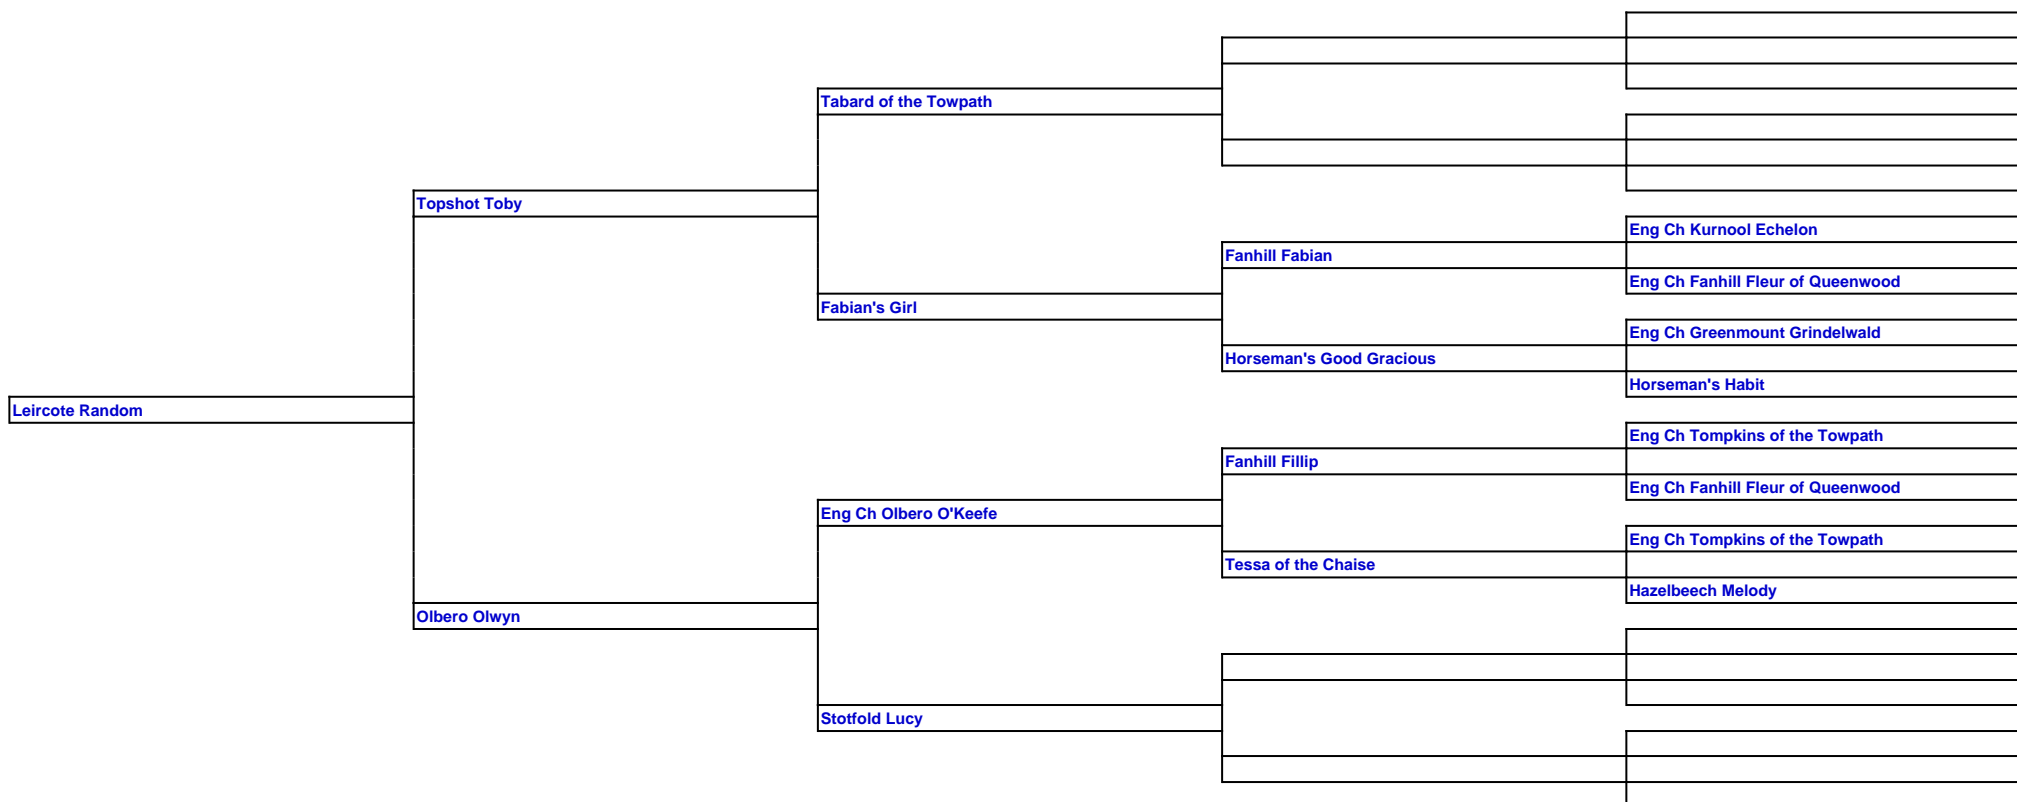 Tabard of the Towpath
Topshot Toby
Eng Ch Kurnool Echelon
Fanhill Fabian
Eng Ch Fanhill Fleur of Queenwood
Fabian's Girl
Eng Ch Greenmount Grindelwald
Horseman's Good Gracious
Horseman's Habit
Leircote Random
Eng Ch Tompkins of the Towpath
Fanhill Fillip
Eng Ch Fanhill Fleur of Queenwood
Eng Ch Olbero O'Keefe
Eng Ch Tompkins of the Towpath
Tessa of the Chaise
Hazelbeech Melody
Olbero Olwyn
Stotfold Lucy